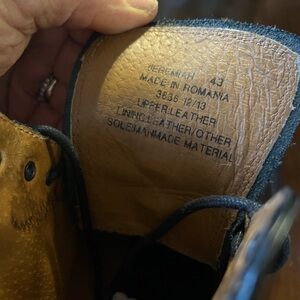 JEREMIAH 43
MADE IN ROMANIA
3636 12/13
UPPER:LEATHER
LINING:LEATHER/OTHER
SOLE:MANMADE MATERIAL